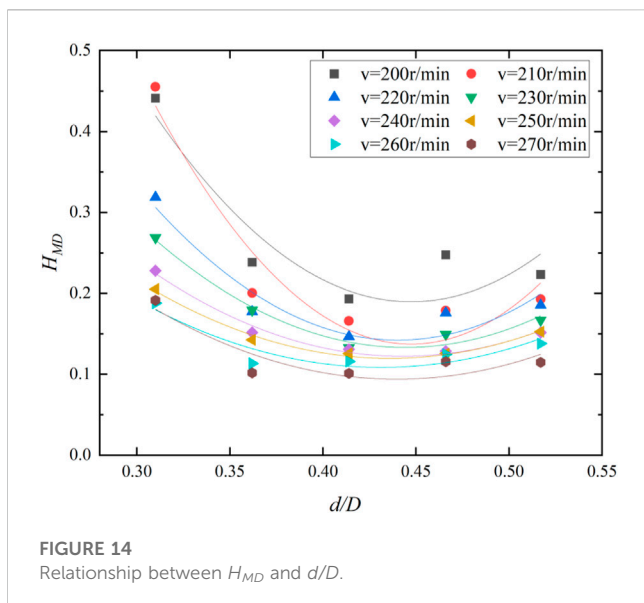 0.5
v=200r/min v=210r/min
v=220r/min v=230r/min
v=240r/min v=250r/min
v=260r/min v=270r/min
0.4
0.3
H_MD
0.2
0.1
0.0
0.30 0.35 0.40 0.45 0.50 0.55
d/D
FIGURE 14
Relationship between H_MD and d/D.